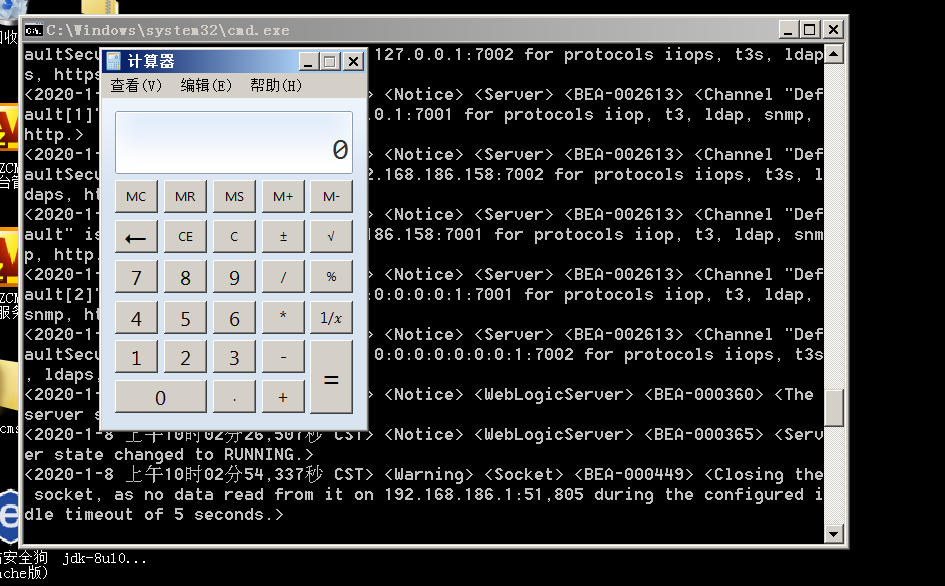 C:\Windows\system32\cmd.exe
aultSecu
127.0.0.1:7002 for protocols iiops, t3s, ldap
s, https
<2020-1-
> <Notice> <Server> <BEA-002613> <Channel "Def
ault[1]"
.0.1:7001 for protocols iiop, t3, ldap, snmp,
http.>
<2020-1-
> <Notice> <Server> <BEA-002613> <Channel "Def
aultSecu
2.168.186.158:7002 for protocols iiops, t3s, l
daps, ht
<2020-1-
> <Notice> <Server> <BEA-002613> <Channel "Def
ault" is
86.158:7001 for protocols iiop, t3, ldap, snm
p, http.
<2020-1-
> <Notice> <Server> <BEA-002613> <Channel "Def
ault[2]"
:0:0:0:0:1:7001 for protocols iiop, t3, ldap,
snmp, ht
<2020-1-
> <Notice> <Server> <BEA-002613> <Channel "Def
aultSecu
0:0:0:0:0:0:0:1:7002 for protocols iiops, t3s
, ldaps,
<2020-1-
> <Notice> <WebLogicServer> <BEA-000360> <The
server s
<2020-1-8 上午10时02分26,507秒 CST> <Notice> <WebLogicServer> <BEA-000365> <Serv
er state changed to RUNNING.>
<2020-1-8 上午10时02分54,337秒 CST> <Warning> <Socket> <BEA-000449> <Closing the
socket, as no data read from it on 192.168.186.1:51,805 during the configured i
dle timeout of 5 seconds.>
计算器
查看(V) 编辑(E) 帮助(H)
0
MC MR MS M+ M-
← CE C ± √
7 8 9 / %
4 5 6 * 1/x
1 2 3 -
=
0 . +
安全狗 jdk-8u10...
che版)